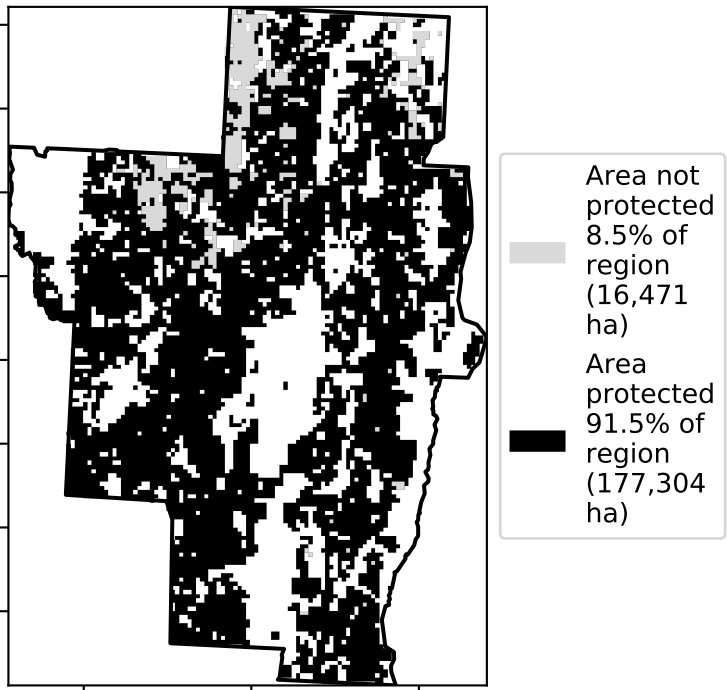 Area not
protected
8.5% of
region
(16,471
ha)
Area
protected
91.5% of
region
(177,304
ha)